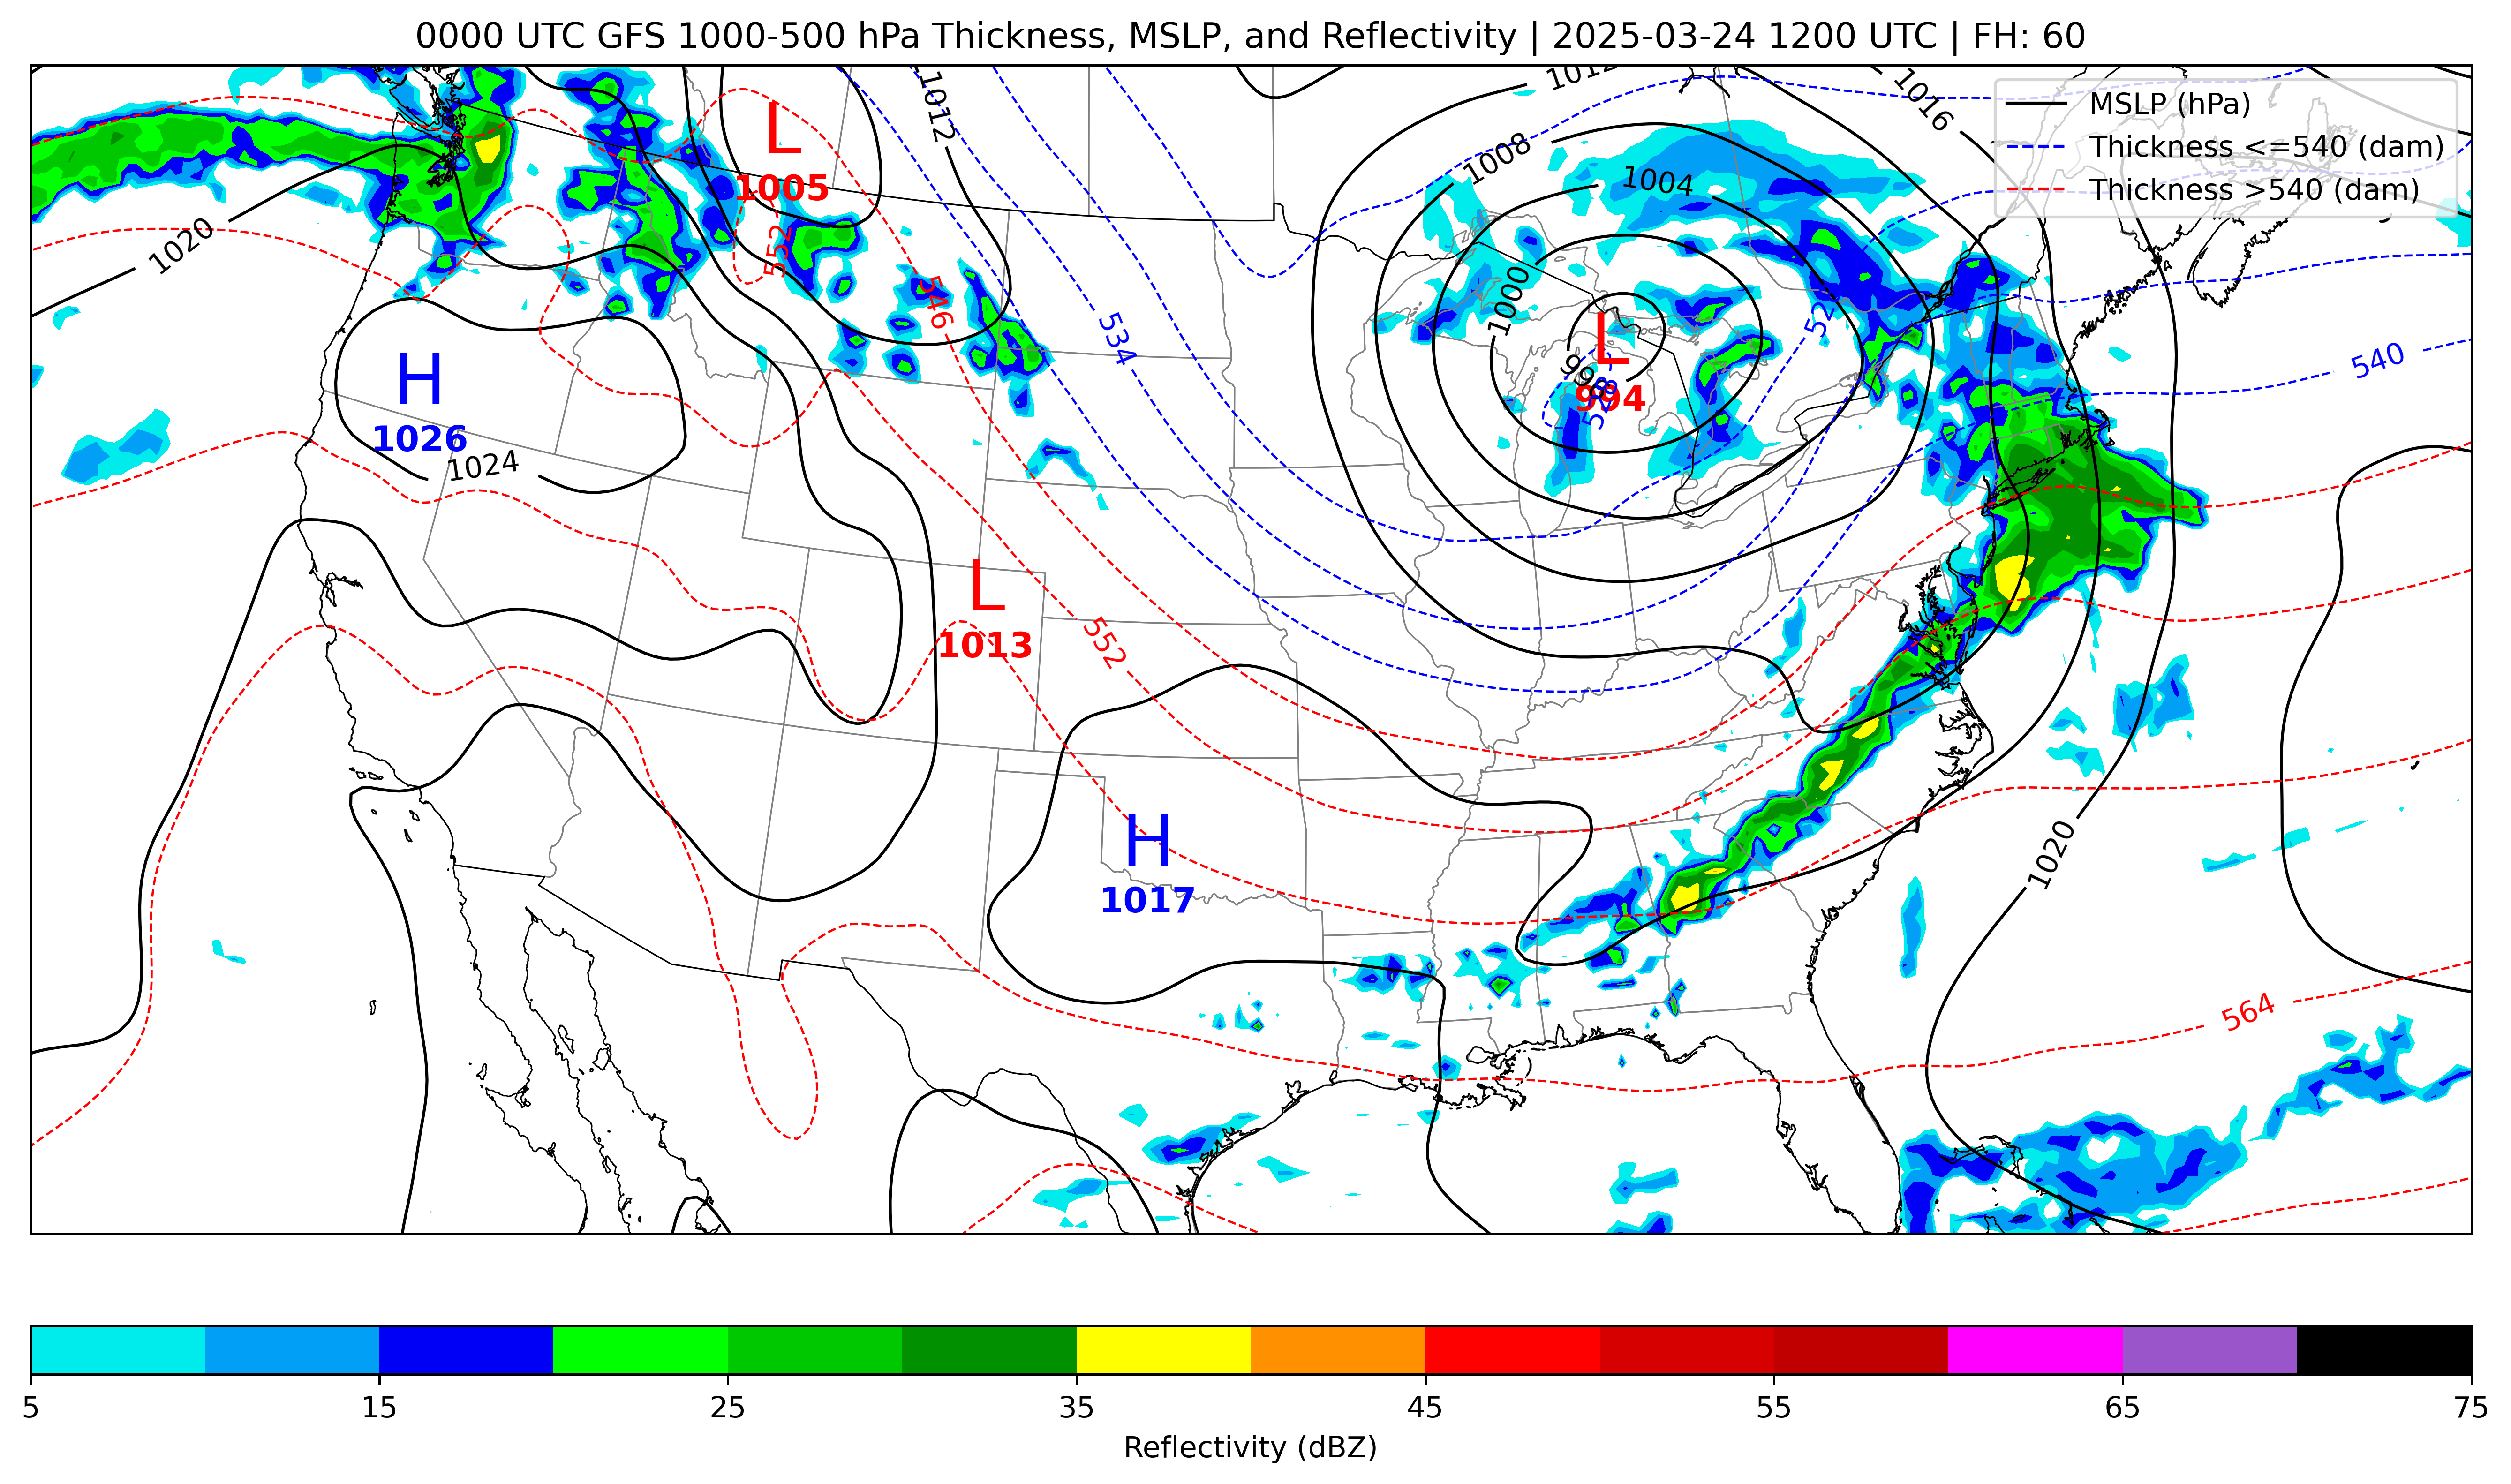 0000 UTC GFS 1000-500 hPa Thickness, MSLP, and Reflectivity | 2025-03-24 1200 UTC | FH: 60
1012
1012
1016
MSLP (hPa)
Thickness <=540 (dam)
Thickness >540 (dam)
L
1005
1008
1004
1020
552
546
1000
534
L
994
528
540
H
1026
1024
L
1013
552
H
1017
1020
564
5 15 25 35 45 55 65 75
Reflectivity (dBZ)